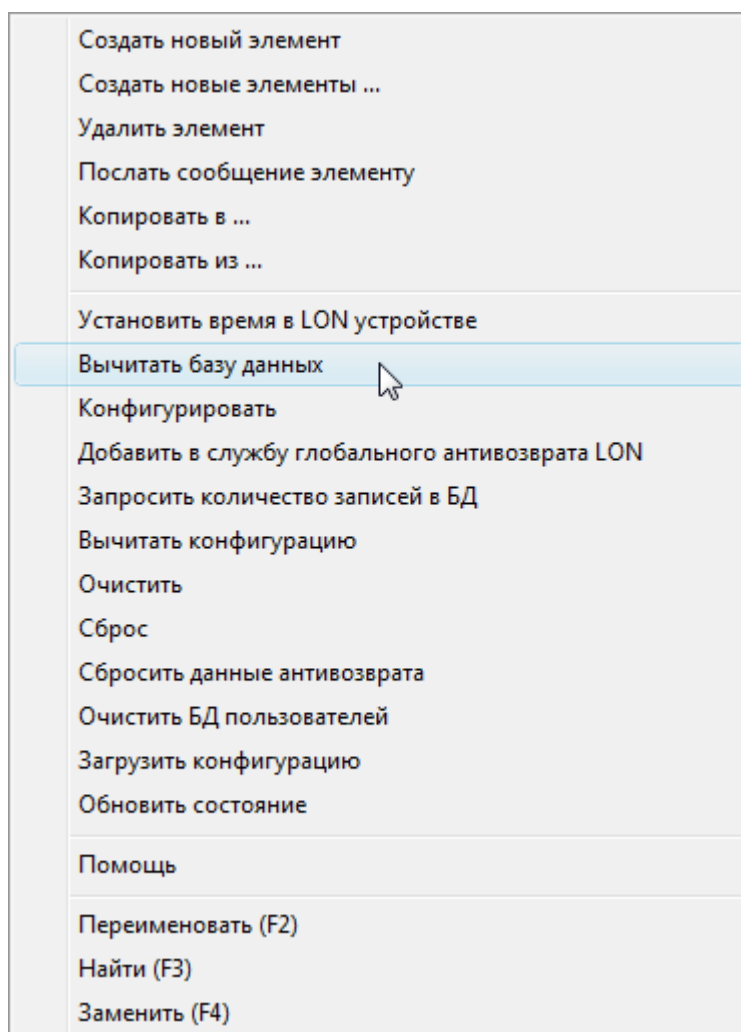 Создать новый элемент
Создать новые элементы ...
Удалить элемент
Послать сообщение элементу
Копировать в ...
Копировать из ...
Установить время в LON устройстве
Вычитать базу данных
Конфигурировать
Добавить в службу глобального антивозврата LON
Запросить количество записей в БД
Вычитать конфигурацию
Очистить
Сброс
Сбросить данные антивозврата
Очистить БД пользователей
Загрузить конфигурацию
Обновить состояние
Помощь
Переименовать (F2)
Найти (F3)
Заменить (F4)